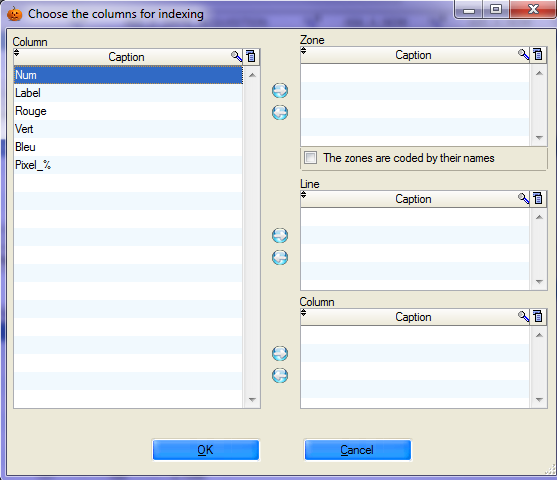 Choose the columns for indexing
Column
Caption
Num
Label
Rouge
Vert
Bleu
Pixel_%
Zone
Caption
The zones are coded by their names
Line
Caption
Column
Caption
OK
Cancel